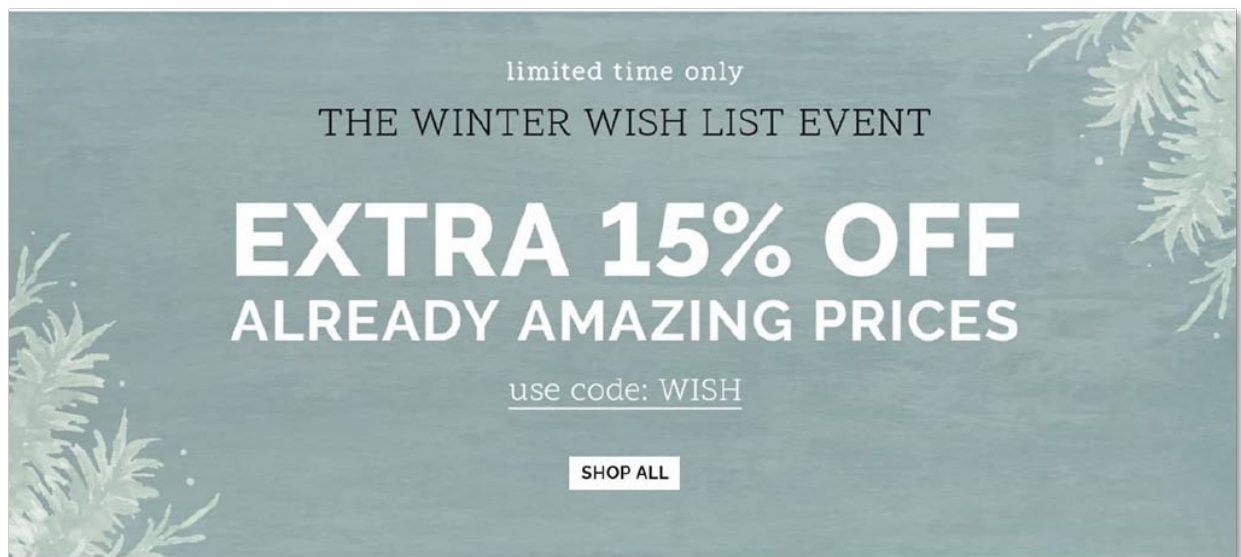 limited time only
THE WINTER WISH LIST EVENT
EXTRA 15% OFF
ALREADY AMAZING PRICES
use code: WISH
SHOP ALL